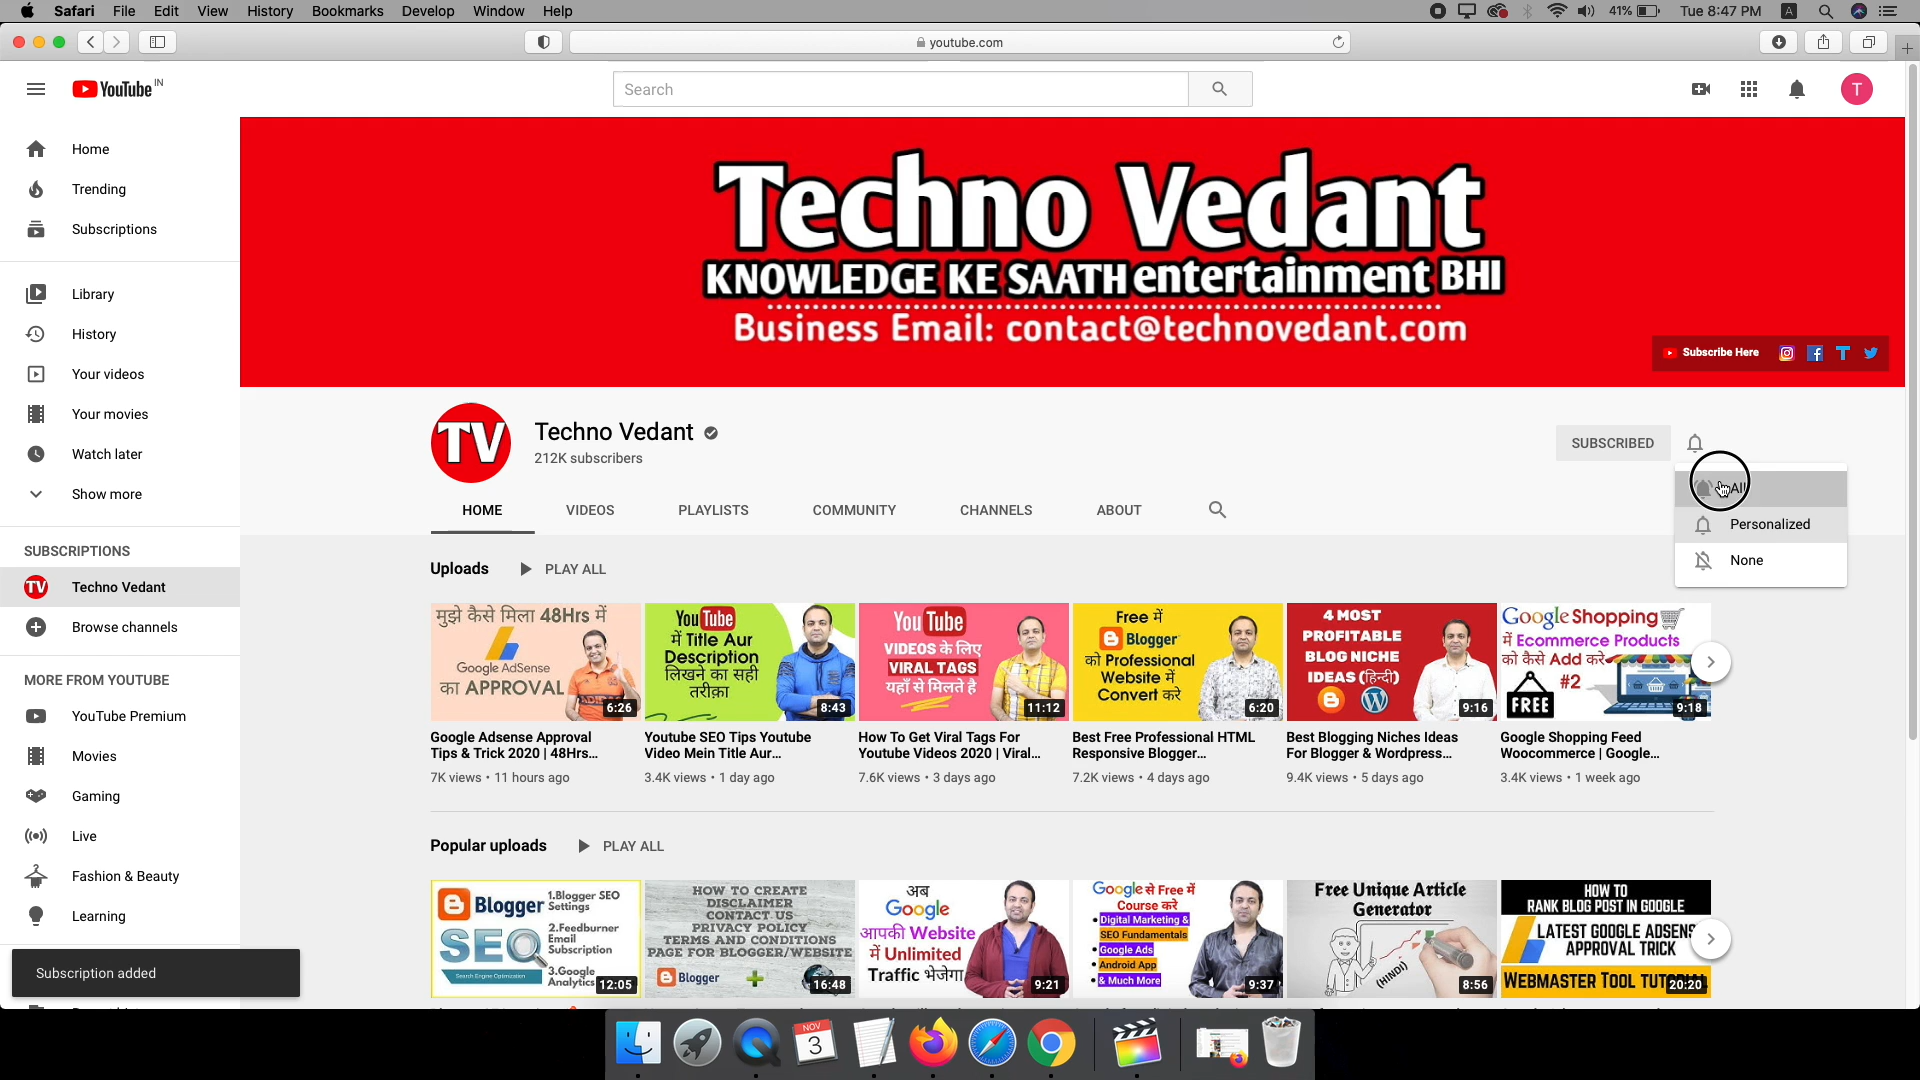 Safari File Edit View History Bookmarks Develop Window Help
41% Tue 8:47 PM A
youtube.com
YouTube IN
Search
T
Home
Trending
Subscriptions
Library
History
Your videos
Your movies
Watch later
Show more
SUBSCRIPTIONS
TV Techno Vedant
Browse channels
MORE FROM YOUTUBE
YouTube Premium
Movies
Gaming
Live
Fashion & Beauty
Learning
Subscription added
Techno Vedant
KNOWLEDGE KE SAATH entertainment BHI
Business Email: contact@technovedant.com
Subscribe Here
TV
Techno Vedant
212K subscribers
SUBSCRIBED
All
Personalized
None
HOME VIDEOS PLAYLISTS COMMUNITY CHANNELS ABOUT
Uploads PLAY ALL
मुझे कैसे मिला 48Hrs में
Google AdSense
का APPROVAL
6:26
YouTube
में Title Aur
Description
लिखने का सही
तरीक़ा
8:43
YouTube
VIDEOS के लिए
VIRAL TAGS
यहाँ से मिलते है
11:12
Free में
Blogger
को Professional
Website में
Convert करे
6:20
4 MOST
PROFITABLE
BLOG NICHE
IDEAS (हिन्दी)
9:16
Google Shopping
में Ecommerce Products
को कैसे Add करे
#2
FREE
9:18
Google Adsense Approval
Tips & Trick 2020 | 48Hrs...
7K views • 11 hours ago
Youtube SEO Tips Youtube
Video Mein Title Aur...
3.4K views • 1 day ago
How To Get Viral Tags For
Youtube Videos 2020 | Viral...
7.6K views • 3 days ago
Best Free Professional HTML
Responsive Blogger...
7.2K views • 4 days ago
Best Blogging Niches Ideas
For Blogger & Wordpress...
9.4K views • 5 days ago
Google Shopping Feed
Woocommerce | Google...
3.4K views • 1 week ago
Popular uploads PLAY ALL
Blogger
SEO
Search Engine Optimization
1.Blogger SEO
Settings
2.Feedburner
Email
Subscription
3.Google
Analytics
12:05
HOW TO CREATE
DISCLAIMER
CONTACT US
PRIVACY POLICY
TERMS AND CONDITIONS
PAGE FOR BLOGGER/WEBSITE
Blogger
16:48
अब
Google
आपकी Website
में Unlimited
Traffic भेजेगा
9:21
Google से Free में
Course करे
• Digital Marketing &
SEO Fundamentals
• Google Ads
• Android App
• & Much More
9:37
Free Unique Article
Generator
(HINDI)
8:56
HOW TO
RANK BLOG POST IN GOOGLE
LATEST GOOGLE ADSENS
APPROVAL TRICK
WEBMASTER TOOL
20:20
NOV
3